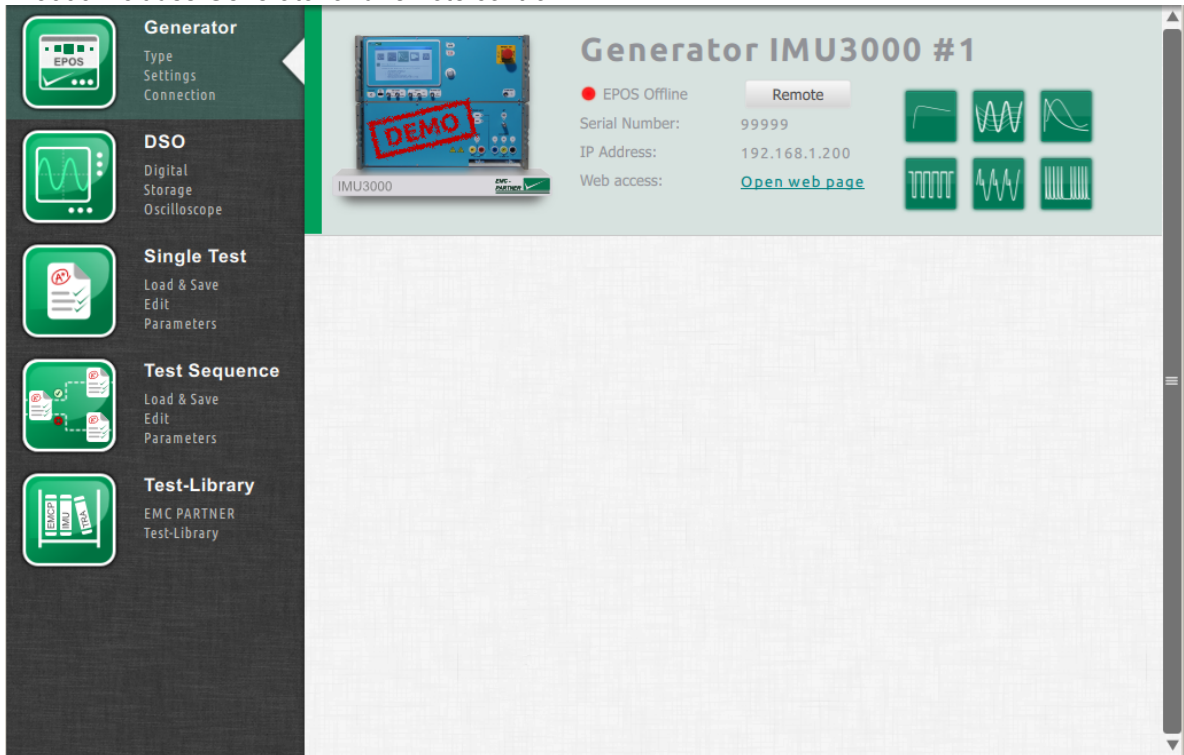 Generator
Type
Settings
Connection
EPOS
DSO
Digital
Storage
Oscilloscope
Single Test
Load & Save
Edit
Parameters
A+
Test Sequence
Load & Save
Edit
Parameters
Test-Library
EMC PARTNER
Test-Library
EMCP
IMU
TRA
DEMO
IMU3000
EMC-
PARTNER
Generator IMU3000 #1
EPOS Offline Remote
Serial Number: 99999
IP Address: 192.168.1.200
Web access: Open web page